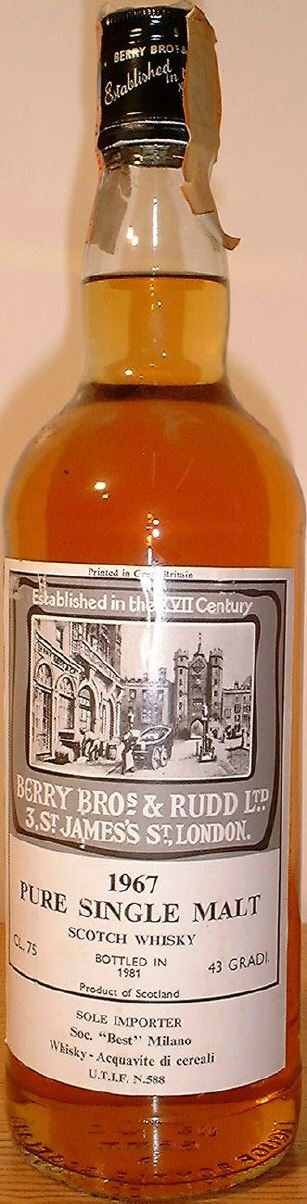 BERRY BROS &
Established in
Printed in Great Britain
Established in the XVII Century
BERRY BROS & RUDD LTD
3, ST JAMES'S ST, LONDON.
1967
PURE SINGLE MALT
SCOTCH WHISKY
CL. 75
BOTTLED IN
1981
43 GRADI.
Product of Scotland
SOLE IMPORTER
Soc. "Best" Milano
Whisky - Acquavite di cereali
U.T.I.F. N.588